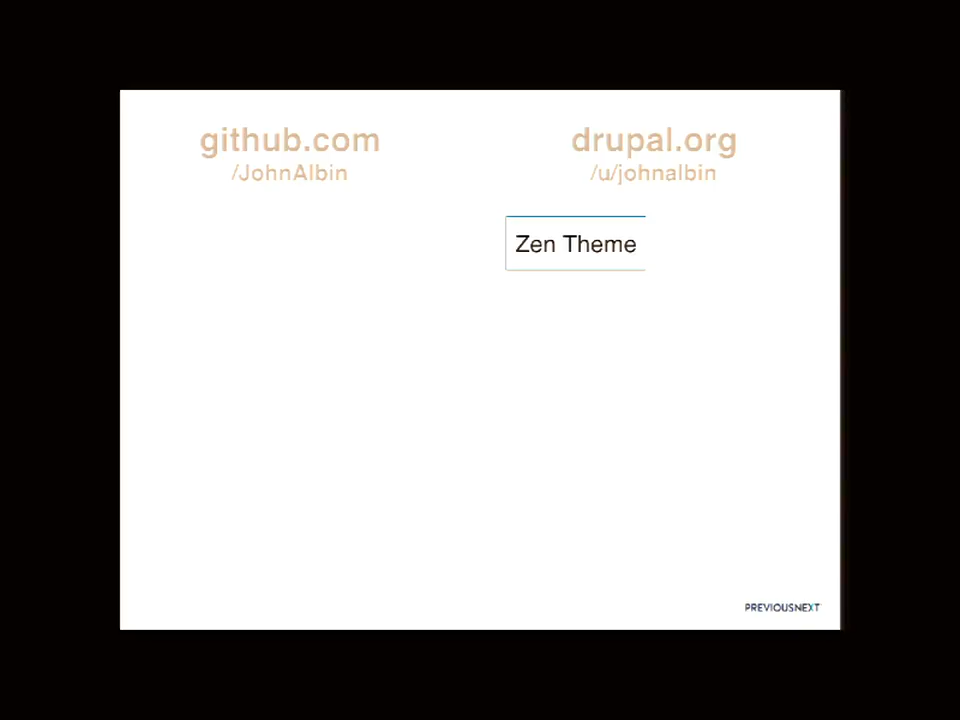 github.com
/JohnAlbin
drupal.org
/u/johnalbin
Zen Theme
PREVIOUSNEXT